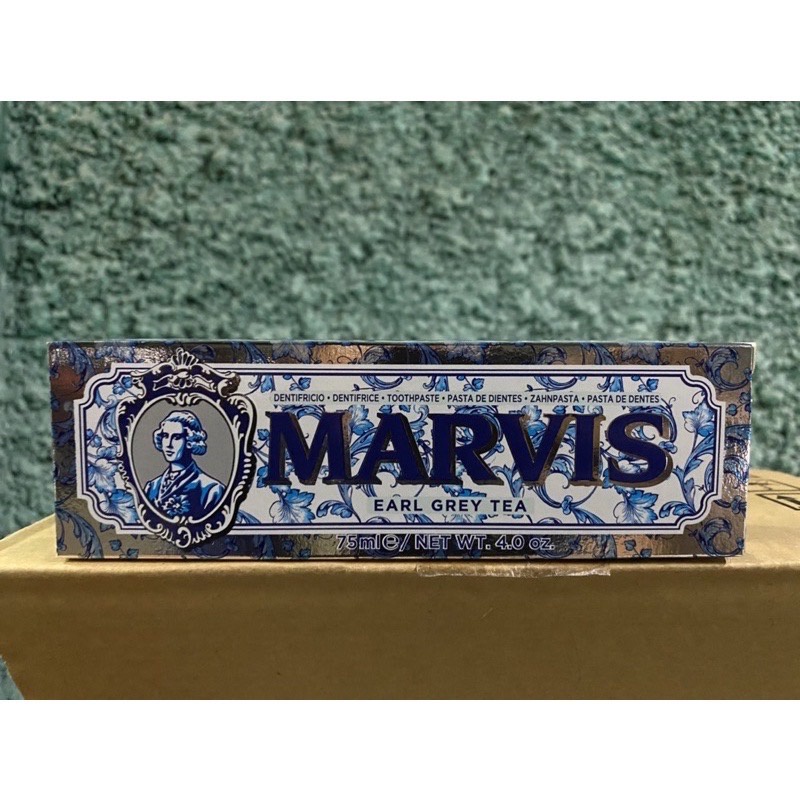 DENTIFRICIO • DENTIFRICE • TOOTHPASTE • PASTA DE DIENTES • ZAHNPASTA • PASTA DE DENTES
MARVIS
EARL GREY TEA
75ml ℮ / NET WT. 4.0 oz.